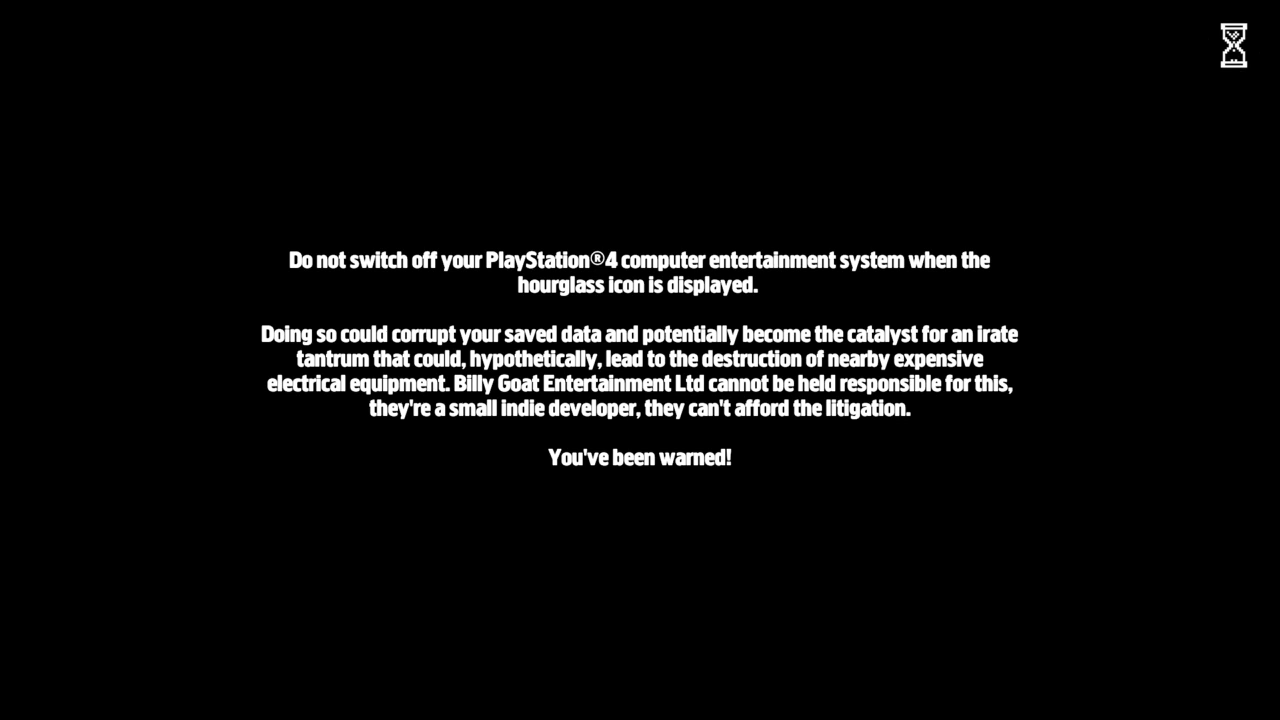 Do not switch off your PlayStation®4 computer entertainment system when the
hourglass icon is displayed.
Doing so could corrupt your saved data and potentially become the catalyst for an irate
tantrum that could, hypothetically, lead to the destruction of nearby expensive
electrical equipment. Billy Goat Entertainment Ltd cannot be held responsible for this,
they're a small indie developer, they can't afford the litigation.
You've been warned!